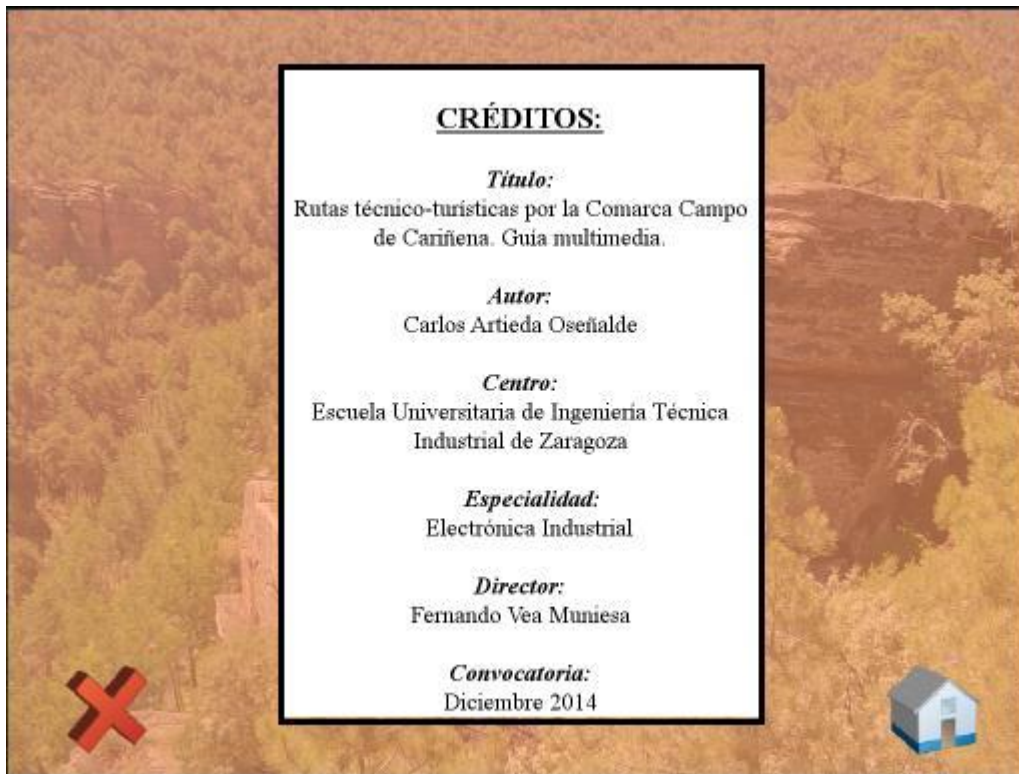 CRÉDITOS:
Título:
Rutas técnico-turísticas por la Comarca Campo
de Cariñena. Guía multimedia.
Autor:
Carlos Artieda Oseñalde
Centro:
Escuela Universitaria de Ingeniería Técnica
Industrial de Zaragoza
Especialidad:
Electrónica Industrial
Director:
Fernando Vea Muniesa
Convocatoria:
Diciembre 2014